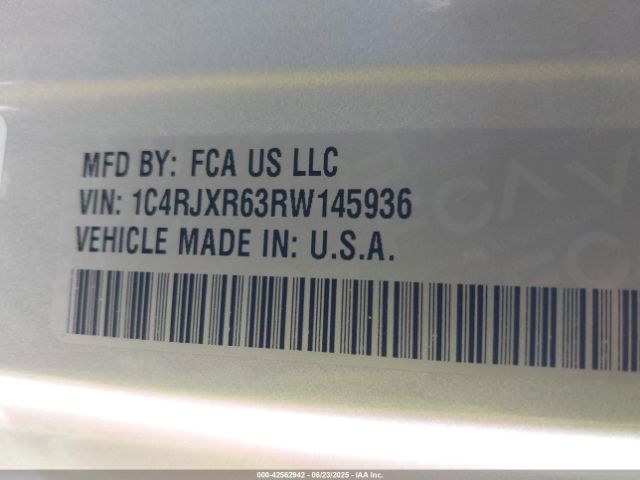 MFD BY: FCA US LLC
VIN: 1C4RJXR63RW145936
VEHICLE MADE IN: U.S.A.
000-42562942 - 06/23/2025 - IAA Inc.